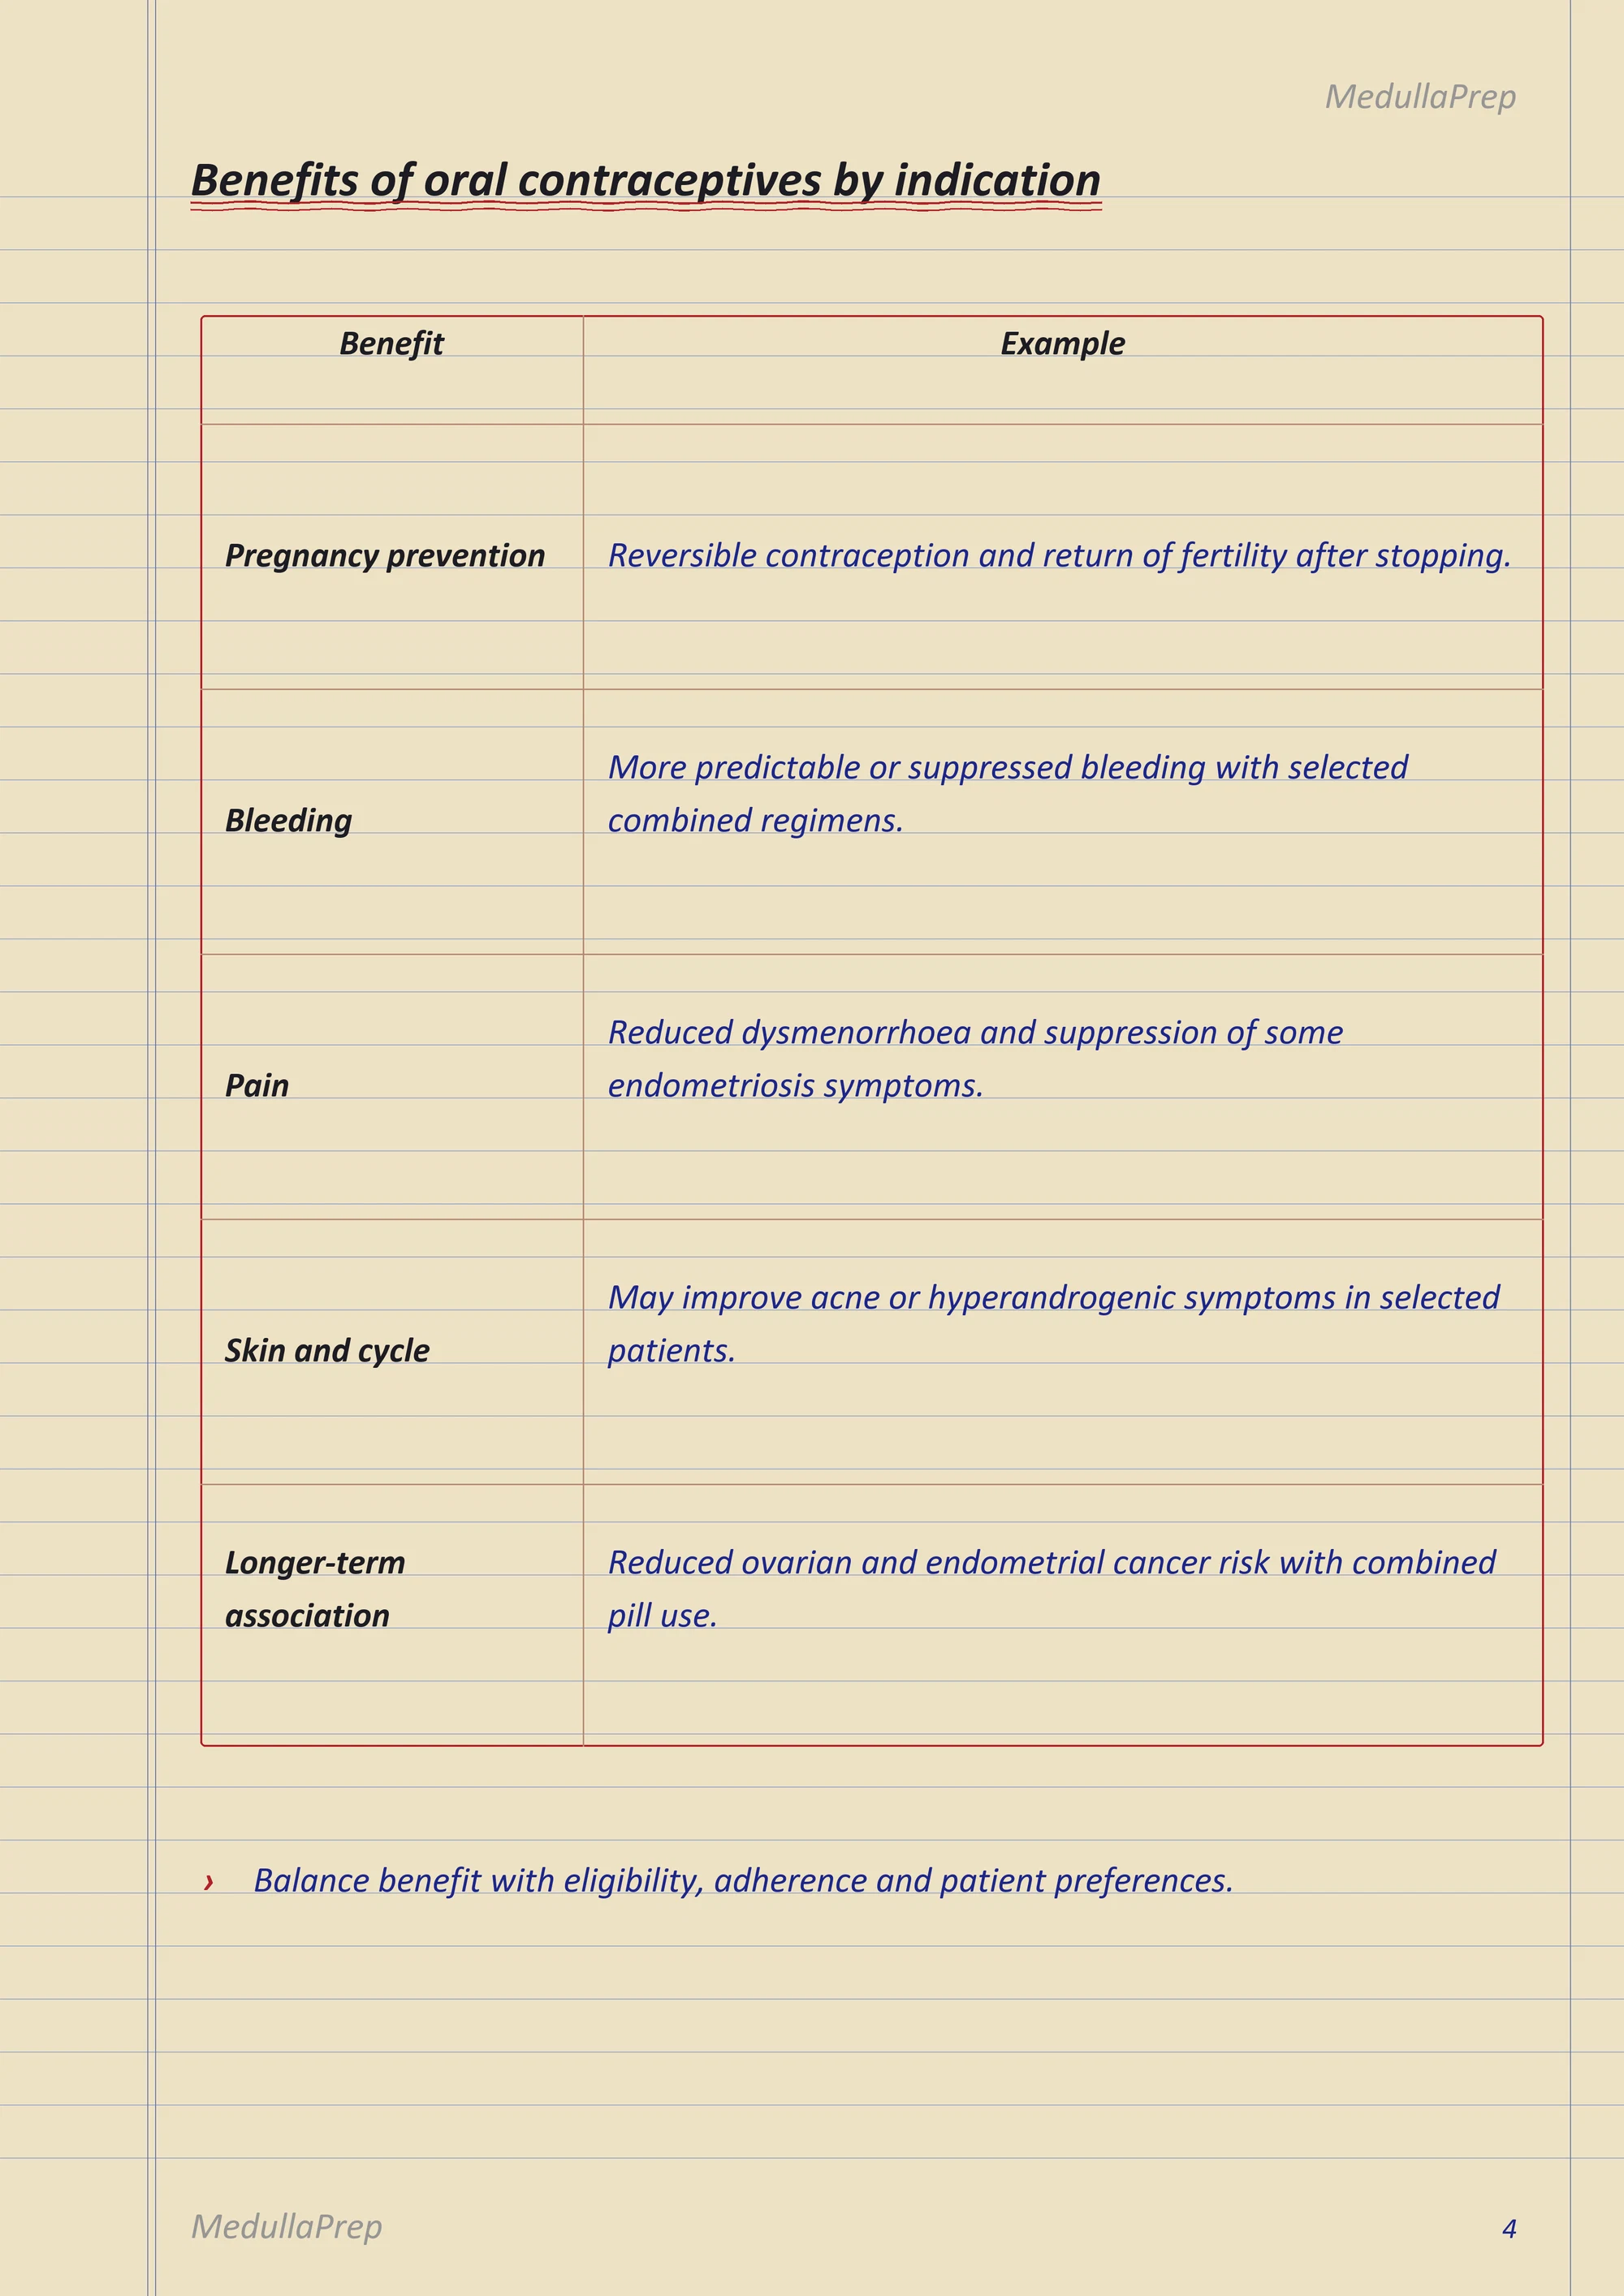 MedullaPrep
Benefits of oral contraceptives by indication
Benefit
Example
Pregnancy prevention
Reversible contraception and return of fertility after stopping.
Bleeding
More predictable or suppressed bleeding with selected
combined regimens.
Pain
Reduced dysmenorrhoea and suppression of some
endometriosis symptoms.
Skin and cycle
May improve acne or hyperandrogenic symptoms in selected
patients.
Longer-term
association
Reduced ovarian and endometrial cancer risk with combined
pill use.
› Balance benefit with eligibility, adherence and patient preferences.
MedullaPrep
4